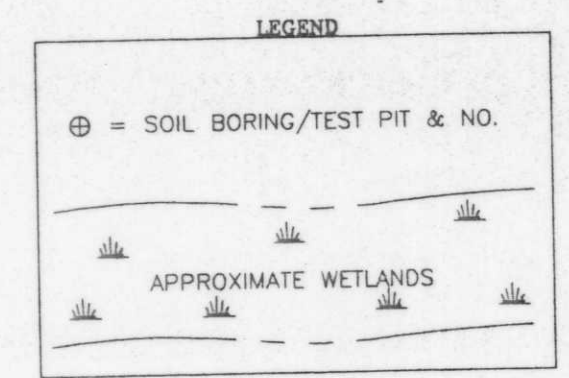 LEGEND
⊕ = SOIL BORING/TEST PIT & NO.
APPROXIMATE WETLANDS